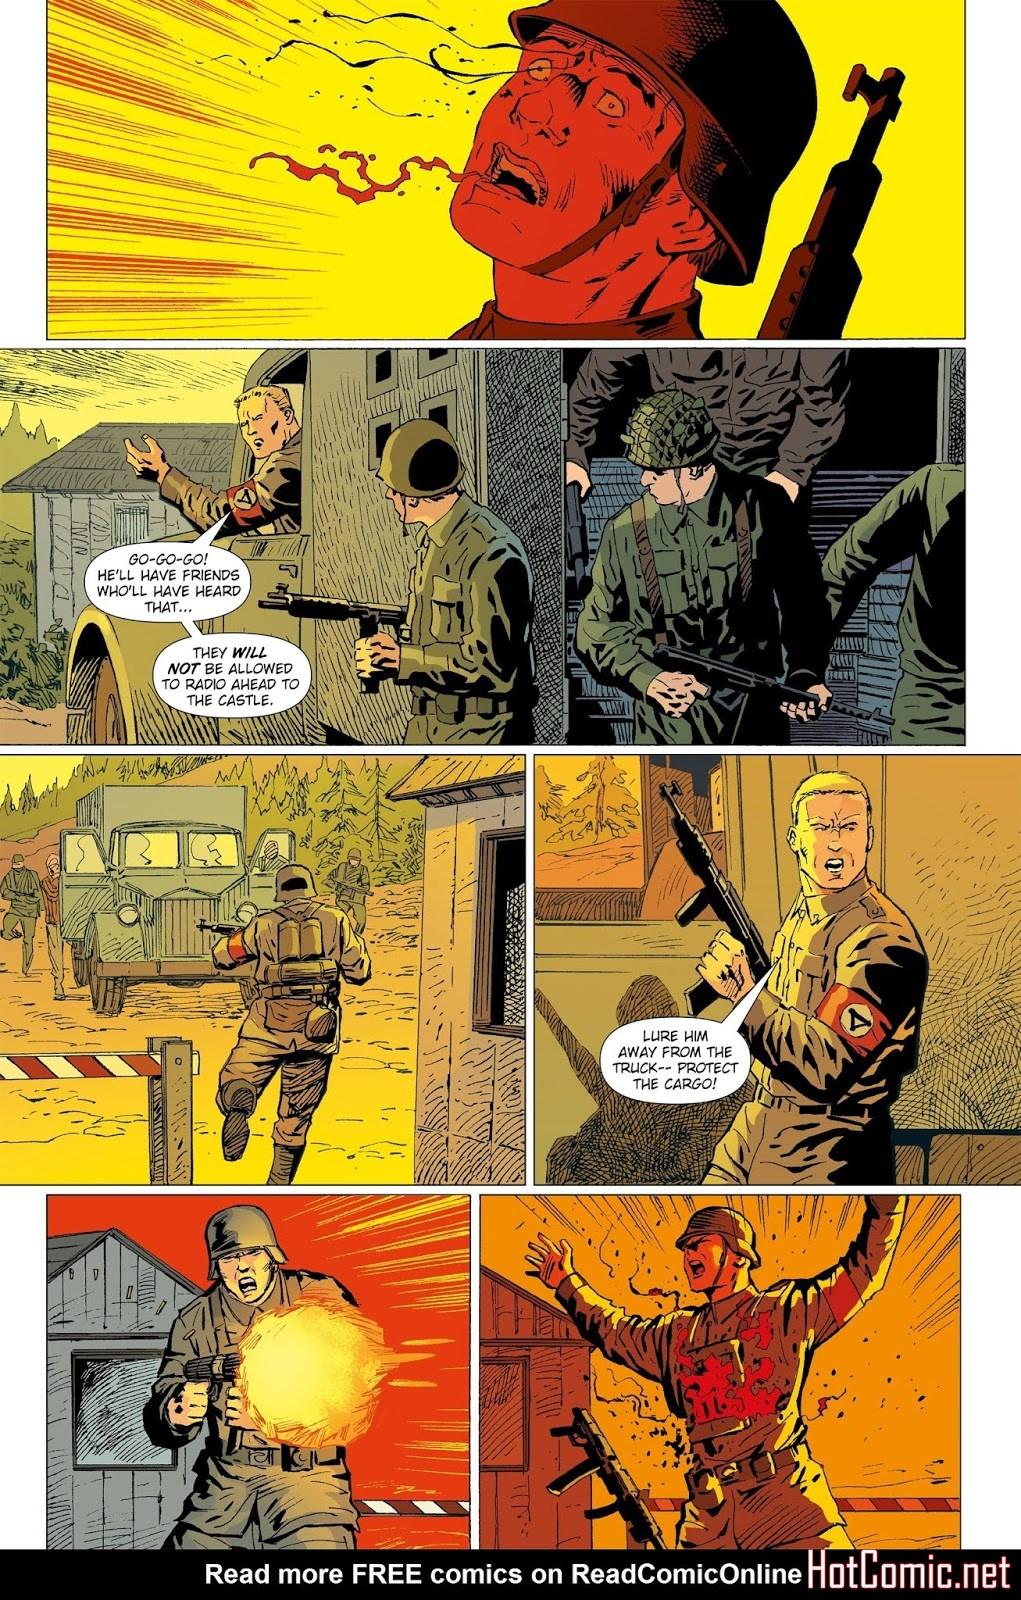 GO-GO-GO!
HE'LL HAVE FRIENDS
WHO'LL HAVE HEARD
THAT...
THEY WILL
NOT BE ALLOWED
TO RADIO AHEAD TO
THE CASTLE.
LURE HIM
AWAY FROM THE
TRUCK-- PROTECT
THE CARGO!
Read more FREE comics on ReadComicOnline
HotComic.net